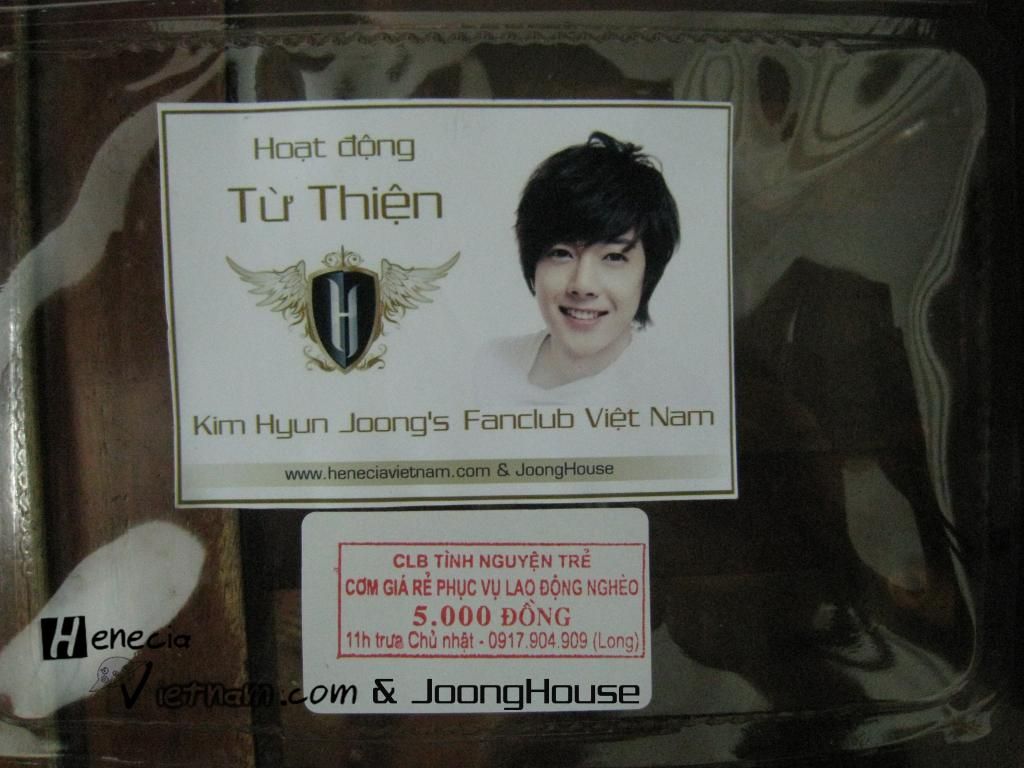 Hoạt động
Từ Thiện
H
Kim Hyun Joong's Fanclub Việt Nam
www.heneciavietnam.com & JoongHouse
CLB TÌNH NGUYỆN TRẺ
CƠM GIÁ RẺ PHỤC VỤ LAO ĐỘNG NGHÈO
5.000 ĐỒNG
11h trưa Chủ nhật - 0917.904.909 (Long)
Henecia
Vietnam.com & JoongHouse